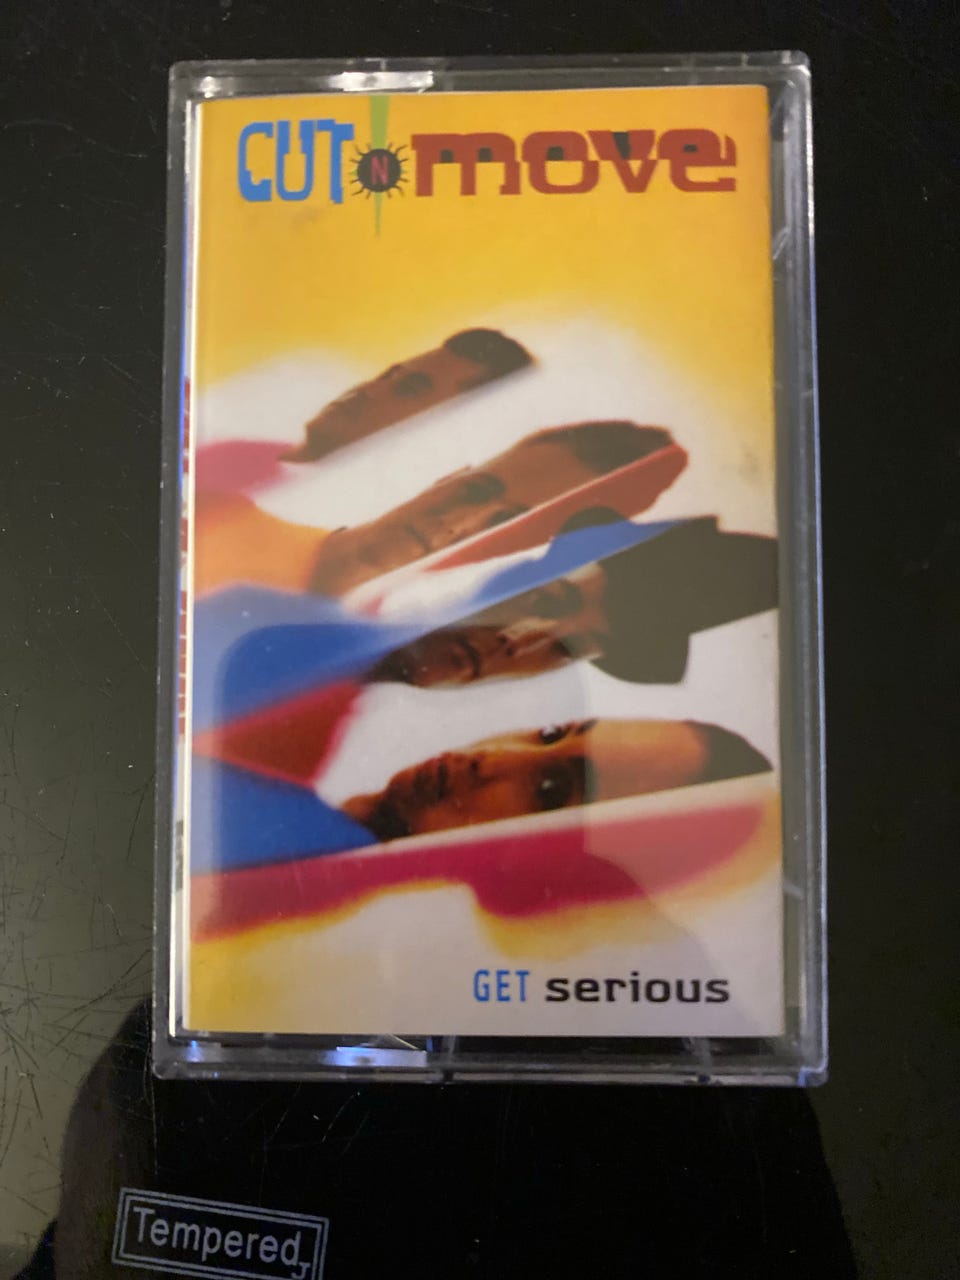 CUT N move
GET serious
Tempered
J